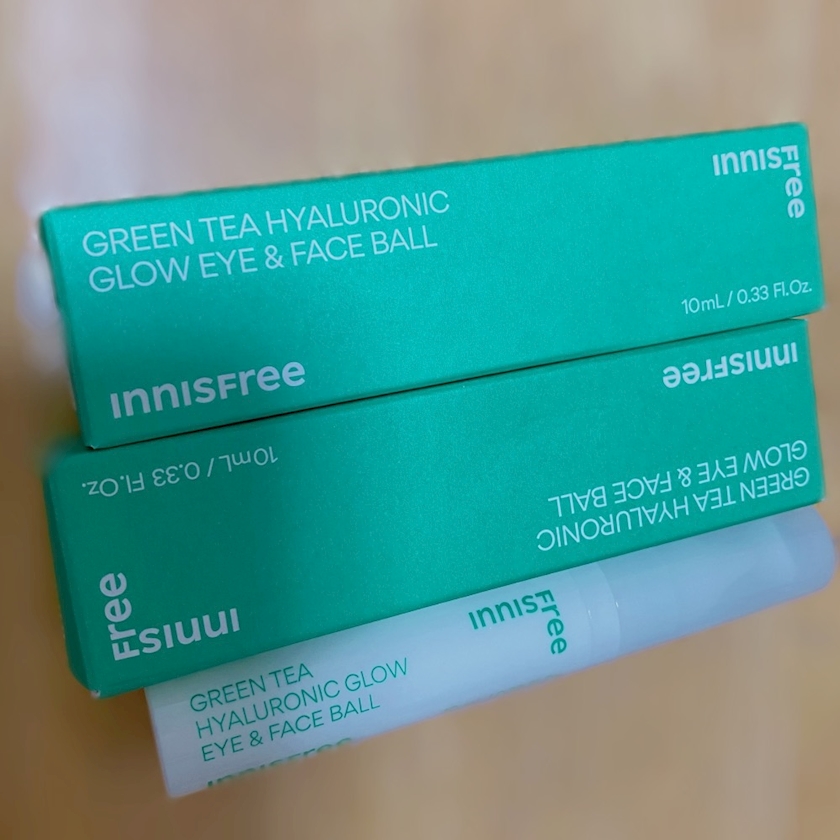 GREEN TEA HYALURONIC
GLOW EYE & FACE BALL
INNISFree
INNISFree
10mL / 0.33 Fl.Oz.
INNISFree
GREEN TEA HYALURONIC
GLOW EYE & FACE BALL
10mL / 0.33 Fl.Oz.
INNISFree
INNISFree
GREEN TEA
HYALURONIC GLOW
EYE & FACE BALL
INNISFree